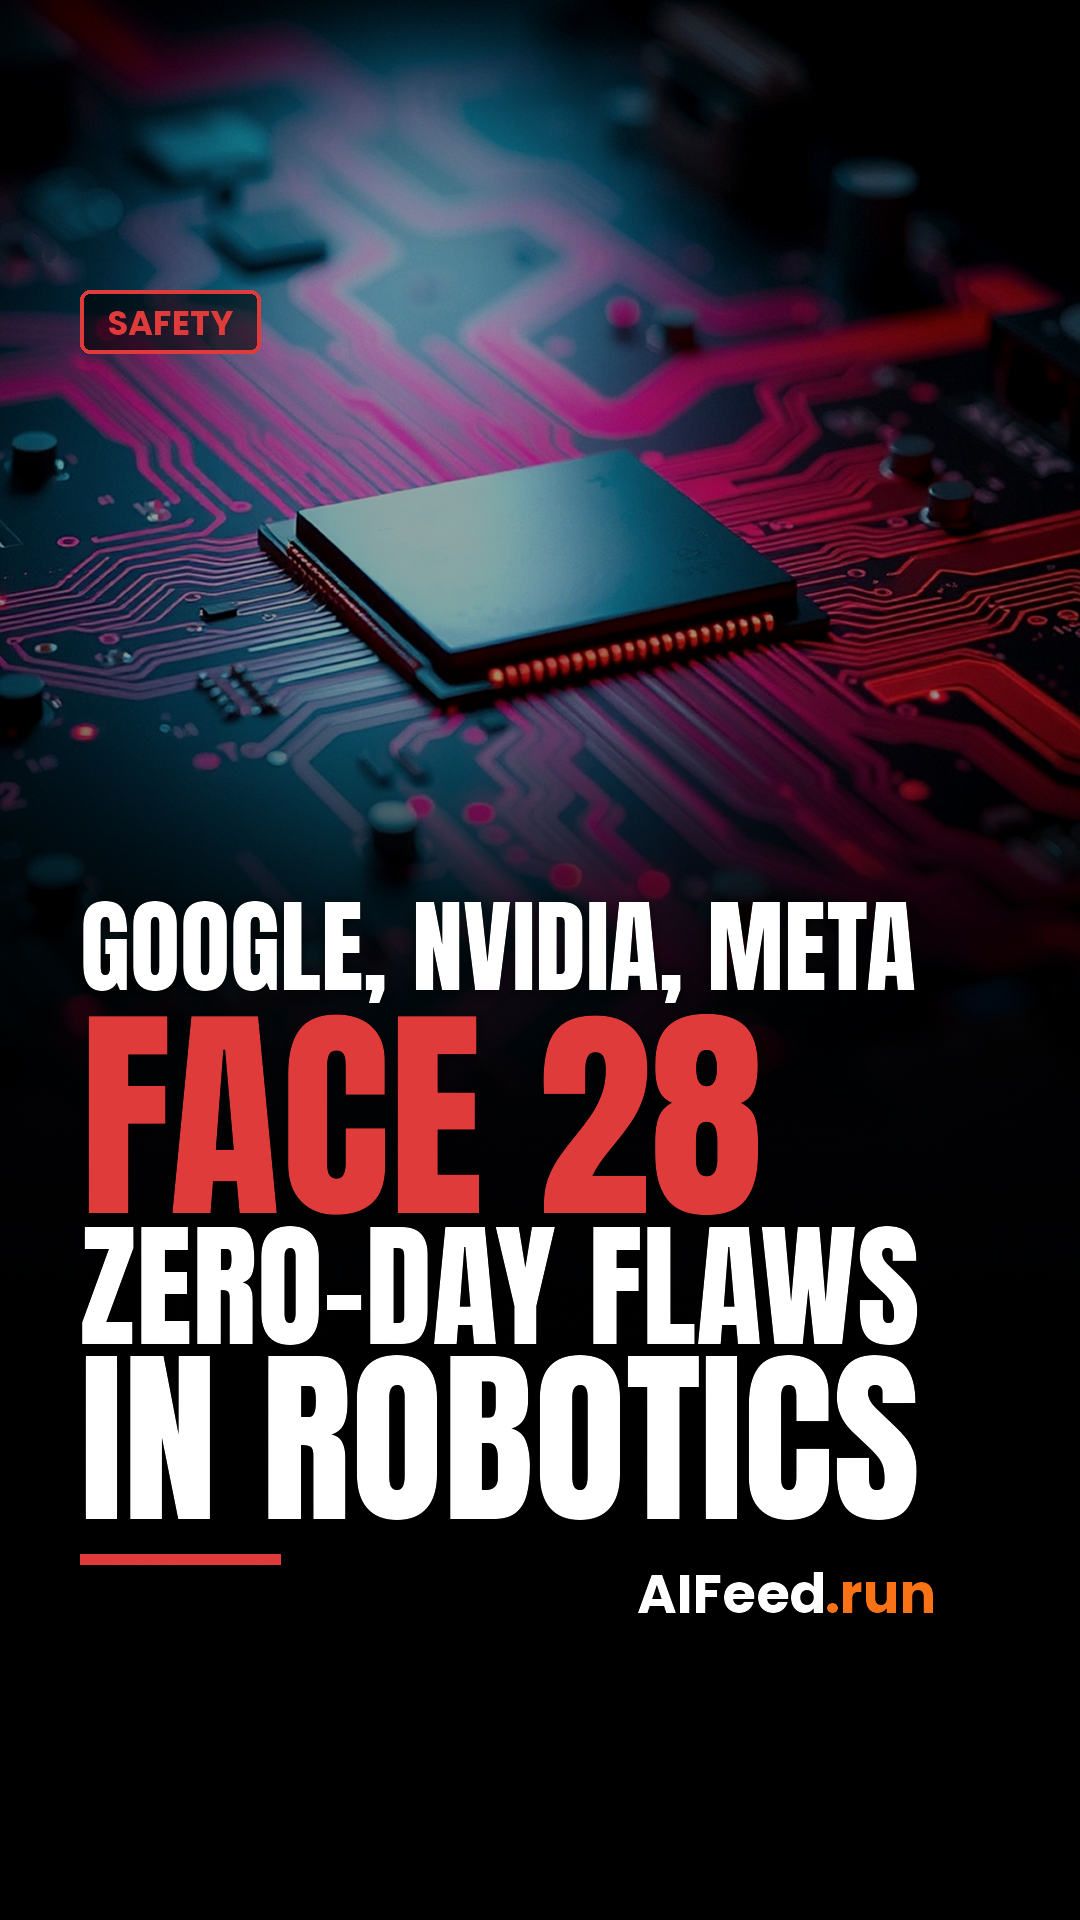 SAFETY
GOOGLE, NVIDIA, META
FACE 28
ZERO-DAY FLAWS
IN ROBOTICS
AIFeed.run